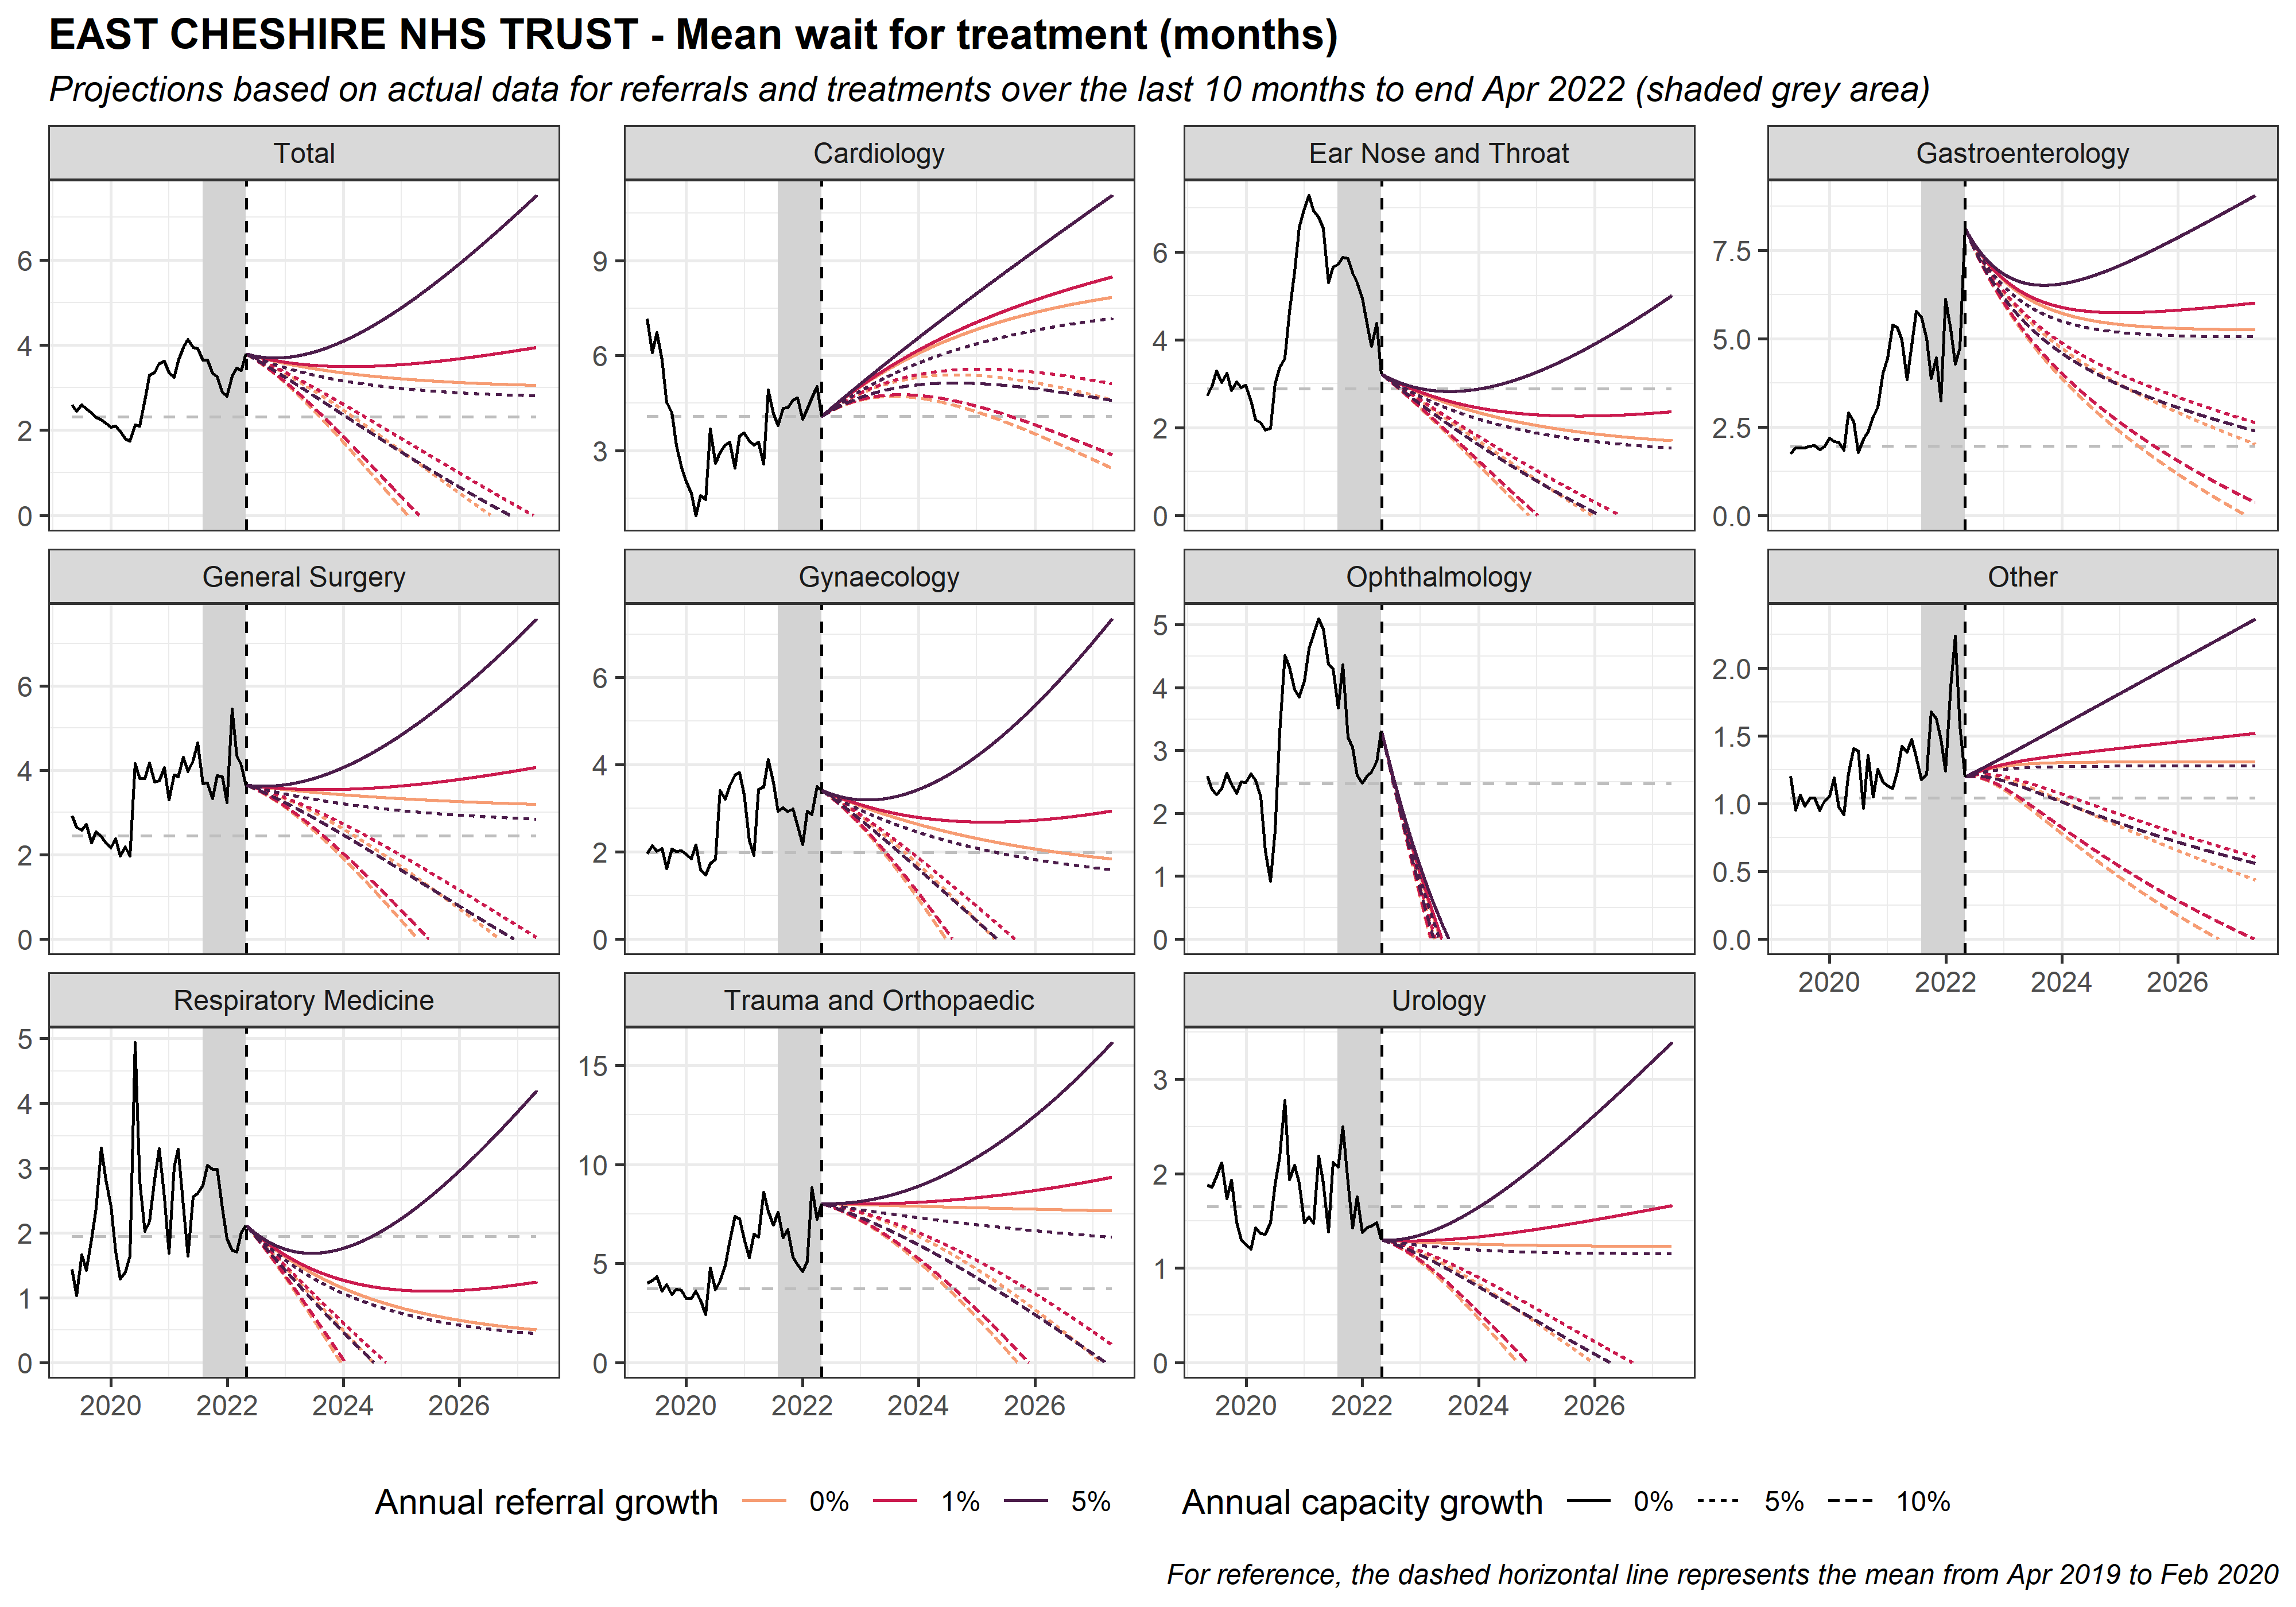 EAST CHESHIRE NHS TRUST - Mean wait for treatment (months)
Projections based on actual data for referrals and treatments over the last 10 months to end Apr 2022 (shaded grey area)
Total
Cardiology
Ear Nose and Throat
Gastroenterology
6
4
2
0
9
6
3
6
4
2
0
7.5
5.0
2.5
0.0
General Surgery
Gynaecology
Ophthalmology
Other
6
4
2
0
6
4
2
0
5
4
3
2
1
0
2.0
1.5
1.0
0.5
0.0
2020 2022 2024 2026
Respiratory Medicine
Trauma and Orthopaedic
Urology
5
4
3
2
1
0
15
10
5
0
3
2
1
0
2020 2022 2024 2026
2020 2022 2024 2026
2020 2022 2024 2026
Annual referral growth 0% 1% 5%
Annual capacity growth 0% 5% 10%
For reference, the dashed horizontal line represents the mean from Apr 2019 to Feb 2020